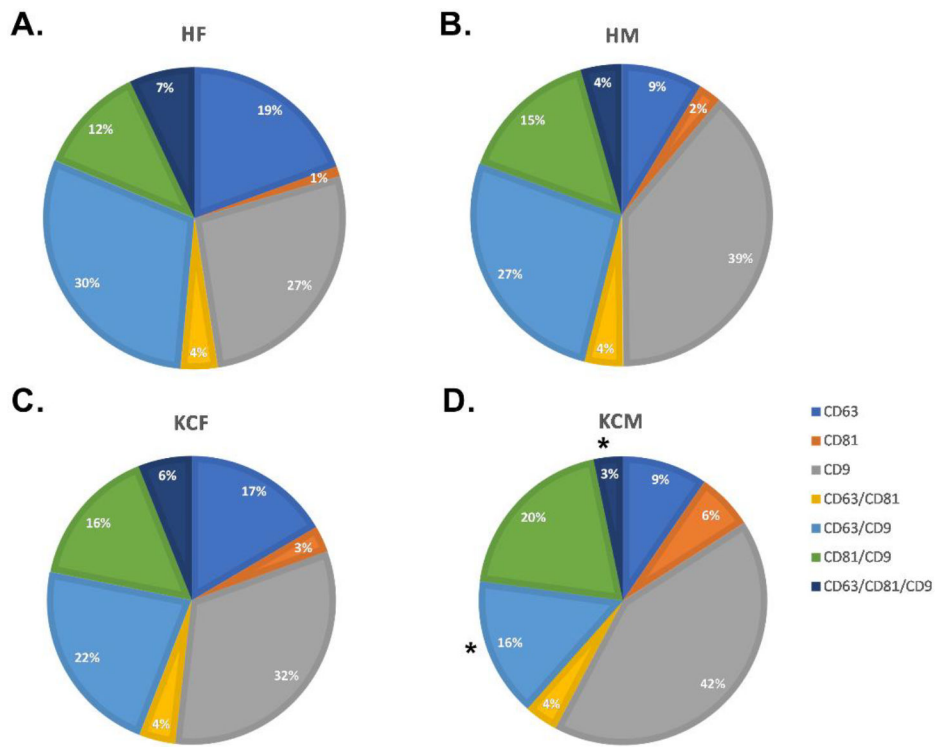 A.
HF
7%
19%
12%
1%
30%
27%
4%
B.
HM
4%
9%
2%
15%
39%
27%
4%
C.
KCF
6%
17%
16%
3%
22%
32%
4%
D.
KCM
*
3%
9%
20%
6%
*
16%
42%
4%
CD63
CD81
CD9
CD63/CD81
CD63/CD9
CD81/CD9
CD63/CD81/CD9